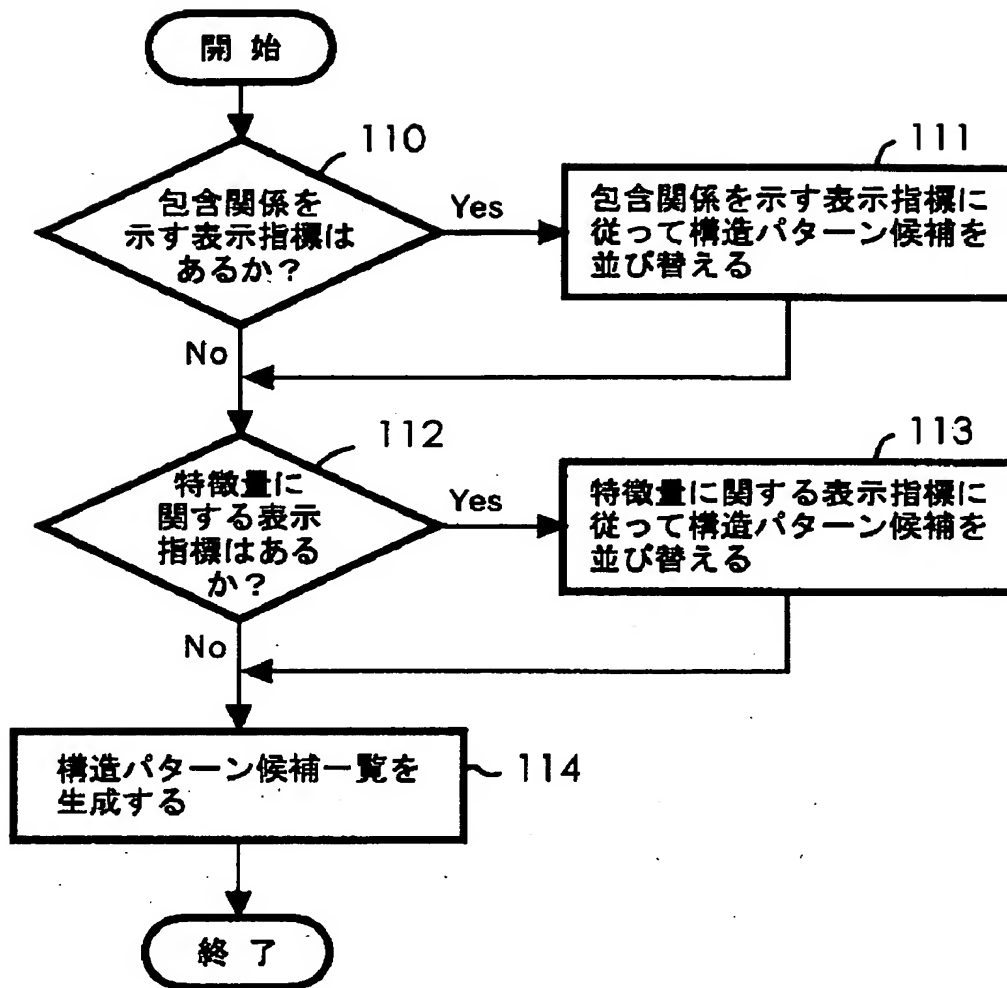 開始
110
包含関係を
示す表示指標は
あるか?
Yes
111
包含関係を示す表示指標に
従って構造パターン候補を
並び替える
No
112
特徴量に
関する表示
指標はある
か?
Yes
113
特徴量に関する表示指標に
従って構造パターン候補を
並び替える
No
構造パターン候補一覧を
生成する
114
終了